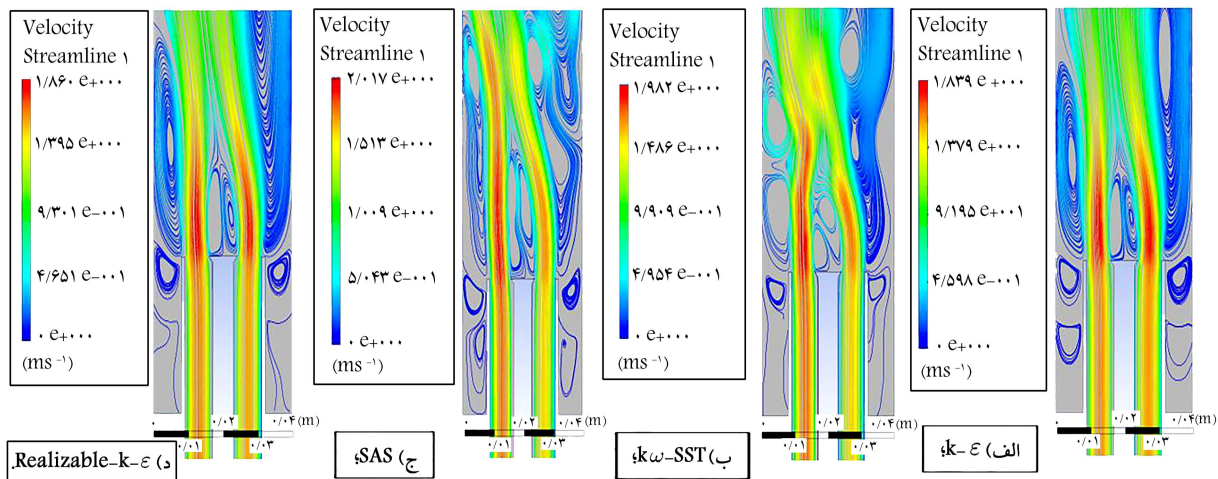 Velocity
Streamline ۱
۱/۸۶۰ e+۰۰۰
۱/۳۹۵ e+۰۰۰
۹/۳۰۱ e-۰۰۱
۴/۶۵۱ e-۰۰۱
۰ e+۰۰۰
(ms⁻¹)
۰
۰/۰۲
۰/۰۴ (m)
۰/۰۱
۰/۰۳
د) Realizable-k-ε.
Velocity
Streamline ۱
۲/۰۱۷ e+۰۰۰
۱/۵۱۳ e+۰۰۰
۱/۰۰۹ e+۰۰۰
۵/۰۴۳ e-۰۰۱
۰ e+۰۰۰
(ms⁻¹)
۰
۰/۰۲
۰/۰۴ (m)
۰/۰۱
۰/۰۳
ج) SAS؛
Velocity
Streamline ۱
۱/۹۸۲ e+۰۰۰
۱/۴۸۶ e+۰۰۰
۹/۹۰۹ e-۰۰۱
۴/۹۵۴ e-۰۰۱
۰ e+۰۰۰
(ms⁻¹)
۰
۰/۰۲
۰/۰۴ (m)
۰/۰۱
۰/۰۳
ب) kω-SST؛
Velocity
Streamline ۱
۱/۸۳۹ e+۰۰۰
۱/۳۷۹ e+۰۰۰
۹/۱۹۵ e+۰۰۱
۴/۵۹۸ e-۰۰۱
۰ e+۰۰۰
(ms⁻¹)
۰
۰/۰۲
۰/۰۴ (m)
۰/۰۱
۰/۰۳
الف) k-ε؛